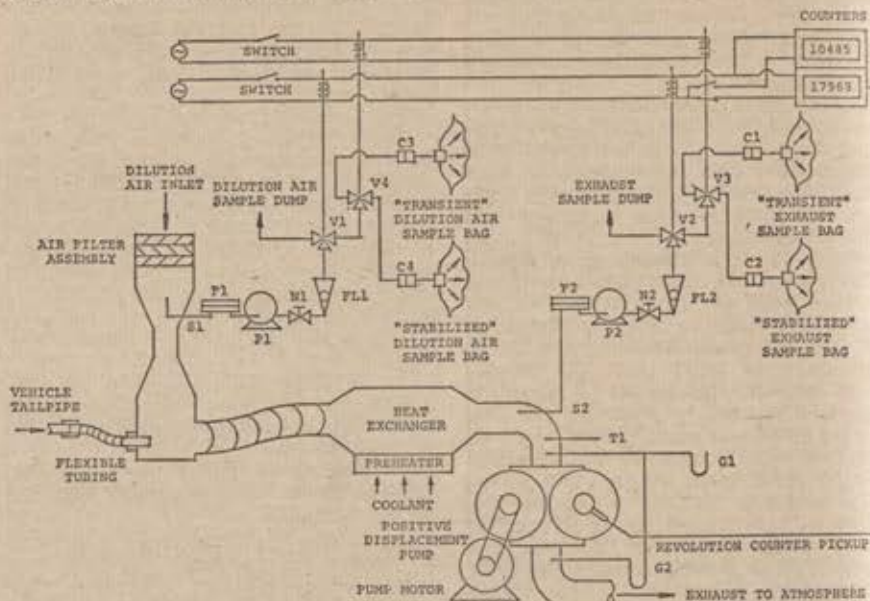 COUNTERS
SWITCH
10485
SWITCH
17969
C3
C1
DILUTION
AIR INLET
DILUTION AIR
SAMPLE DUMP
V4
EXHAUST
SAMPLE DUMP
V3
V1
"TRANSIENT"
DILUTION AIR
SAMPLE BAG
V2
"TRANSIENT"
EXHAUST
SAMPLE BAG
AIR FILTER
ASSEMBLY
C4
C2
F1
N1
FL1
F2
N2
FL2
S1
P1
"STABILIZED"
DILUTION AIR
SAMPLE BAG
P2
"STABILIZED"
EXHAUST
SAMPLE BAG
VEHICLE
TAILPIPE
HEAT
EXCHANGER
S2
T1
FLEXIBLE
TUBING
PREHEATER
G1
COOLANT
POSITIVE
DISPLACEMENT
PUMP
REVOLUTION COUNTER PICKUP
G2
PUMP MOTOR
EXHAUST TO ATMOSPHERE